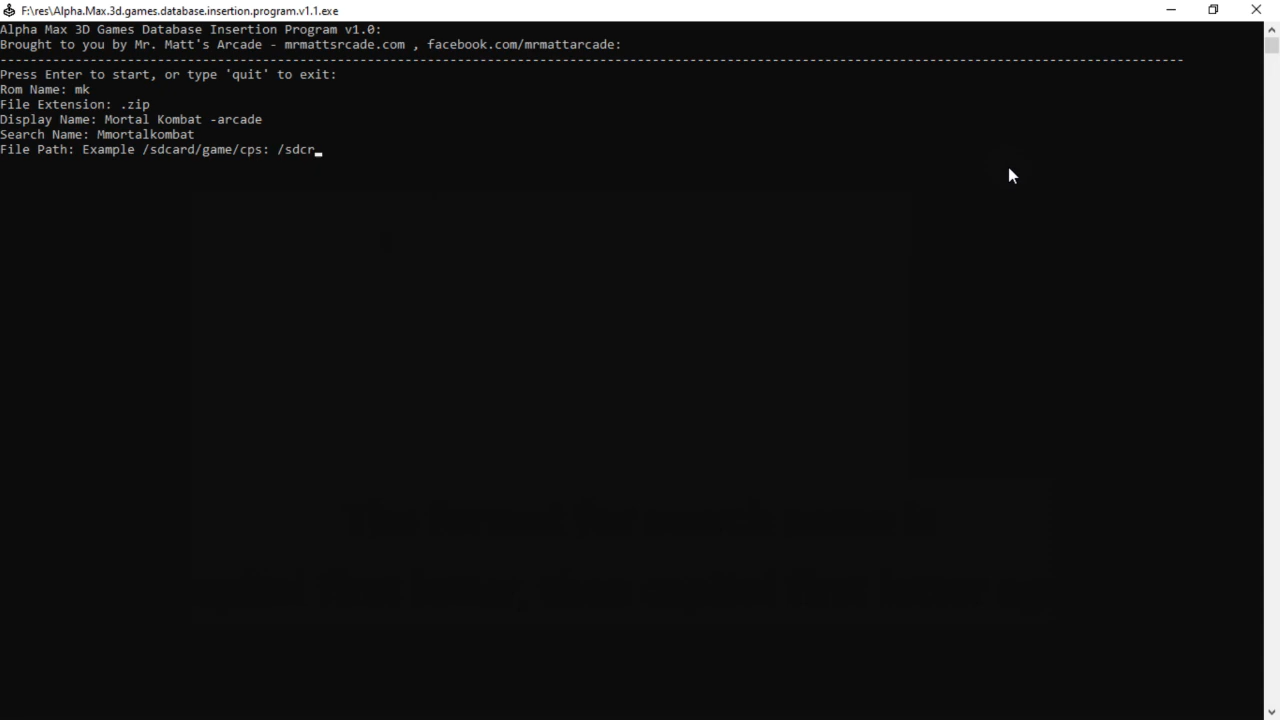 F:\res\Alpha.Max.3d.games.database.insertion.program.v1.1.exe
Alpha Max 3D Games Database Insertion Program v1.0:
Brought to you by Mr. Matt's Arcade - mrmattsrcade.com , facebook.com/mrmattarcade:
--------------------------------------------------------------------------------------------------------------------------------------------------------------
Press Enter to start, or type 'quit' to exit:
Rom Name: mk
File Extension: .zip
Display Name: Mortal Kombat -arcade
Search Name: Mmortalkombat
File Path: Example /sdcard/game/cps: /sdcr